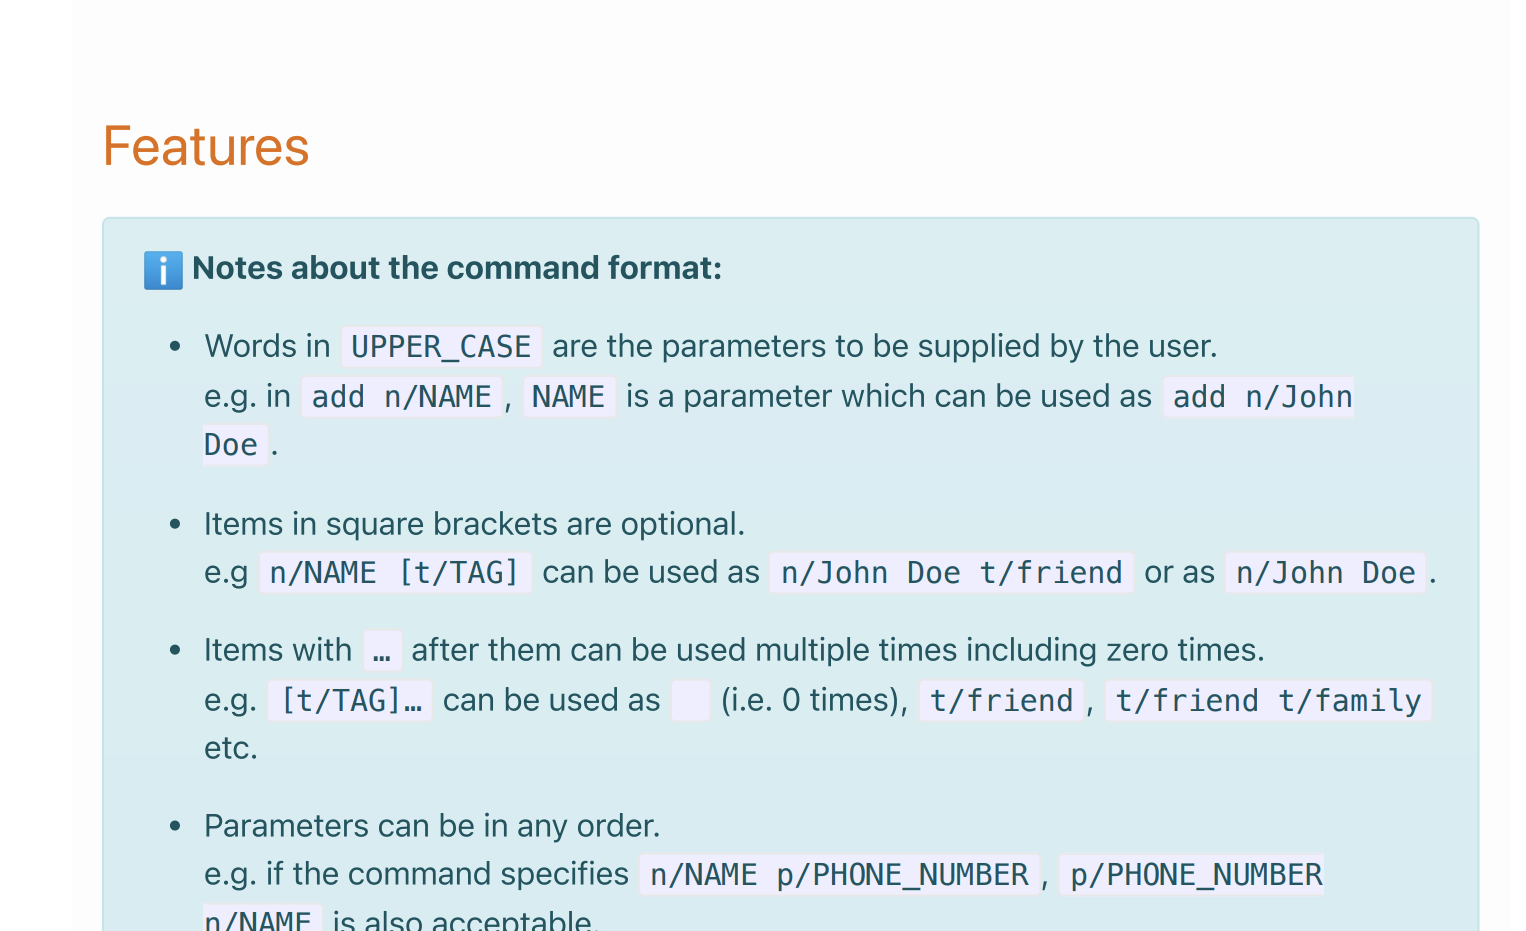 Features
Notes about the command format:
• Words in UPPER_CASE are the parameters to be supplied by the user.
e.g. in add n/NAME, NAME is a parameter which can be used as add n/John
Doe.
• Items in square brackets are optional.
e.g n/NAME [t/TAG] can be used as n/John Doe t/friend or as n/John Doe.
• Items with … after them can be used multiple times including zero times.
e.g. [t/TAG]… can be used as   (i.e. 0 times), t/friend, t/friend t/family
etc.
• Parameters can be in any order.
e.g. if the command specifies n/NAME p/PHONE_NUMBER, p/PHONE_NUMBER
n/NAME is also acceptable.